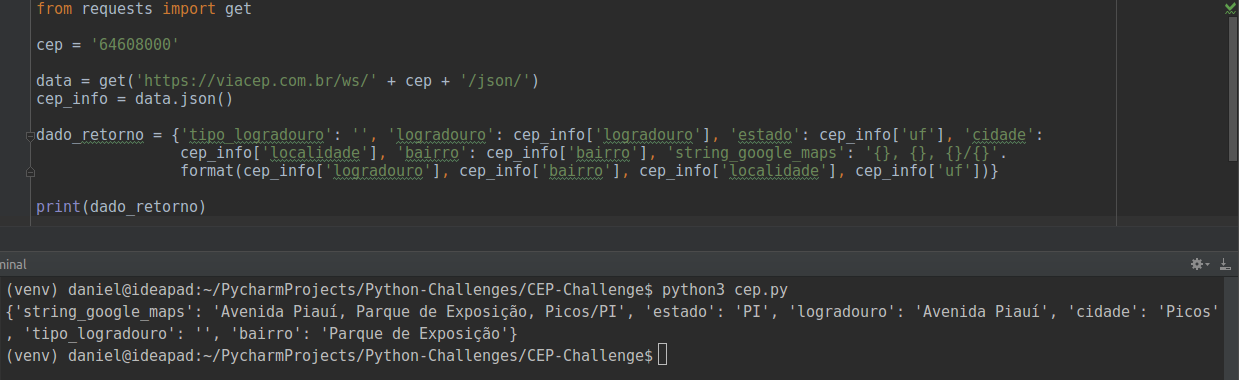 from requests import get
cep = '64608000'
data = get('https://viacep.com.br/ws/' + cep + '/json/')
cep_info = data.json()
dado_retorno = {'tipo_logradouro': '', 'logradouro': cep_info['logradouro'], 'estado': cep_info['uf'], 'cidade':
cep_info['localidade'], 'bairro': cep_info['bairro'], 'string_google_maps': '{}, {}, {}/{}'.
format(cep_info['logradouro'], cep_info['bairro'], cep_info['localidade'], cep_info['uf'])}
print(dado_retorno)
minal
(venv) daniel@ideapad:~/PycharmProjects/Python-Challenges/CEP-Challenge$ python3 cep.py
{'string_google_maps': 'Avenida Piauí, Parque de Exposição, Picos/PI', 'estado': 'PI', 'logradouro': 'Avenida Piauí', 'cidade': 'Picos'
, 'tipo_logradouro': '', 'bairro': 'Parque de Exposição'}
(venv) daniel@ideapad:~/PycharmProjects/Python-Challenges/CEP-Challenge$